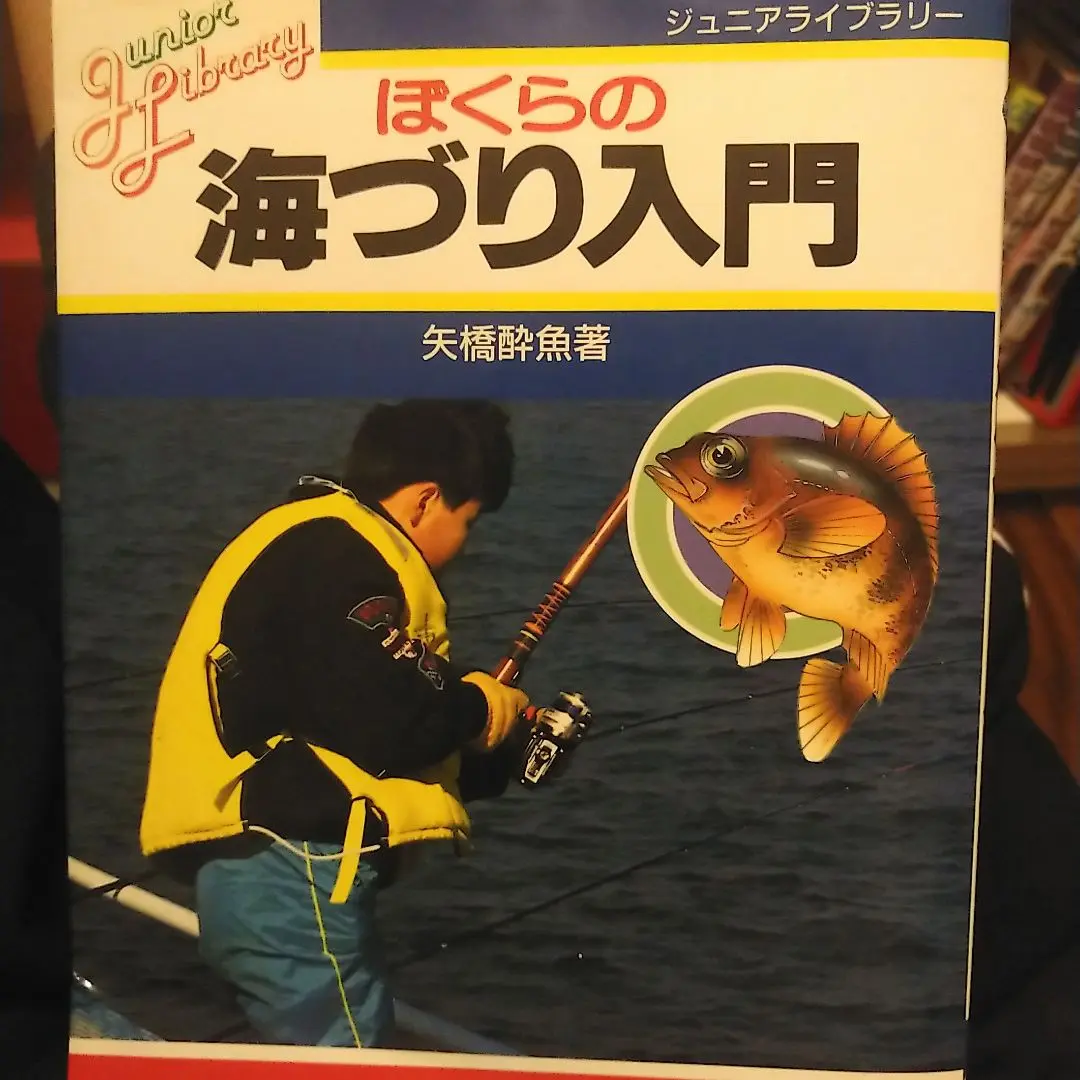 ジュニアライブラリー
Junior
Library
ぼくらの
海づり入門
矢橋酔魚著